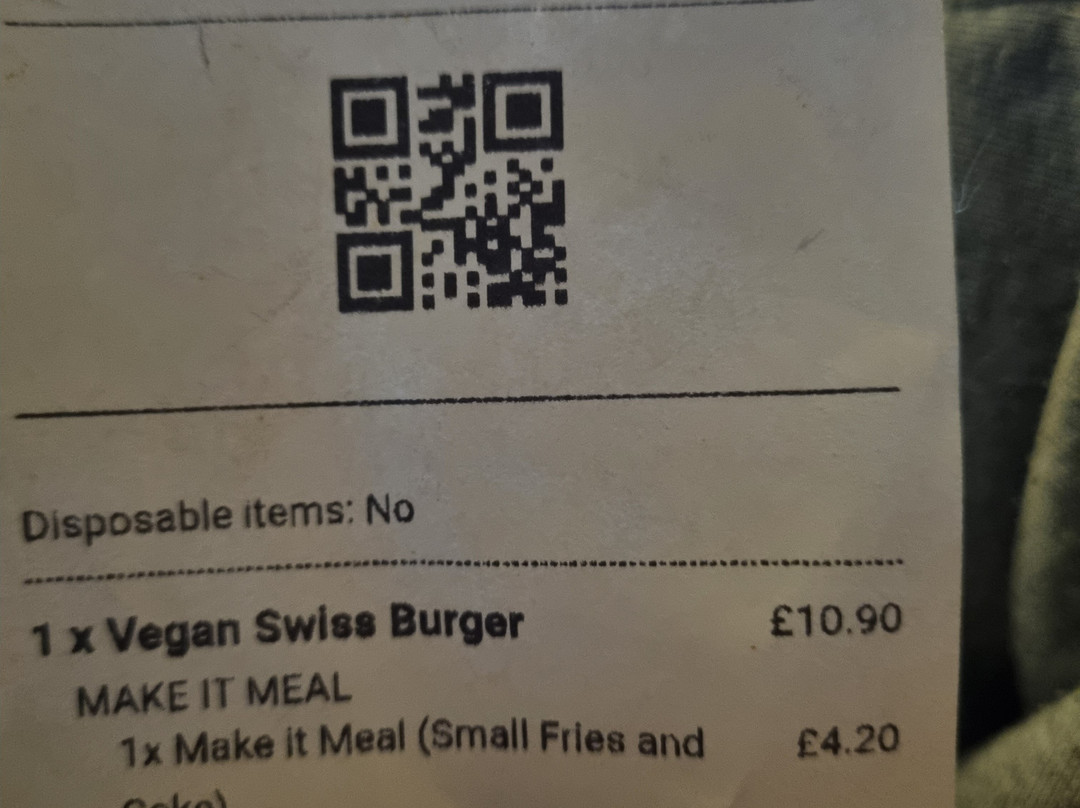 Disposable items: No
1 x Vegan Swiss Burger £10.90
MAKE IT MEAL
1x Make it Meal (Small Fries and £4.20
Coke)